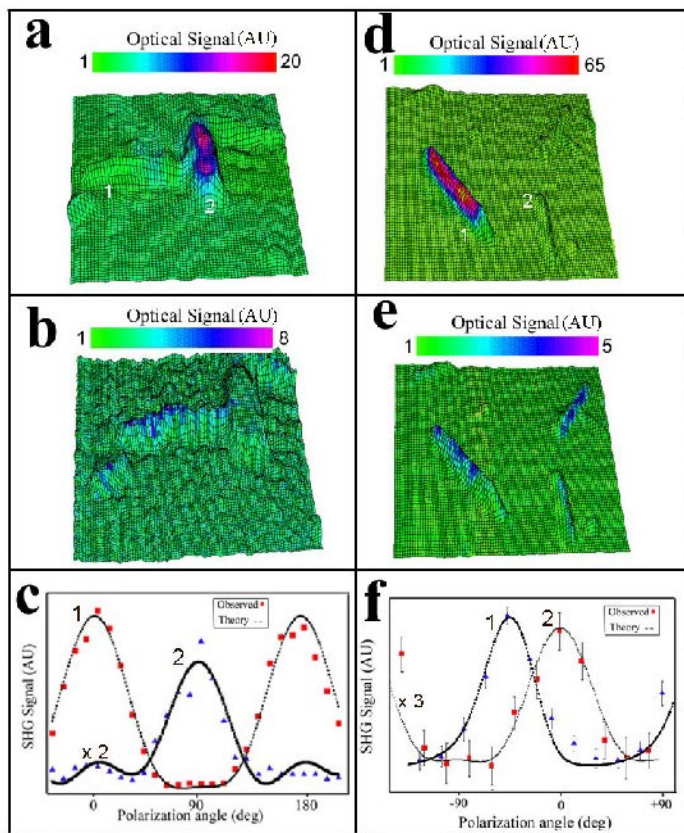 a
Optical Signal (AU)
1 20
1
2
d
Optical Signal (AU)
1 65
2
1
b
Optical Signal (AU)
1 8
e
Optical Signal (AU)
1 5
c
1
Observed
Theory --
2
SHG Signal (AU)
x 2
0 90 180
Polarization angle (deg)
f
1
2
Observed
Theory --
SHG Signal (AU)
x 3
-90 0 +90
Polarization angle (deg)